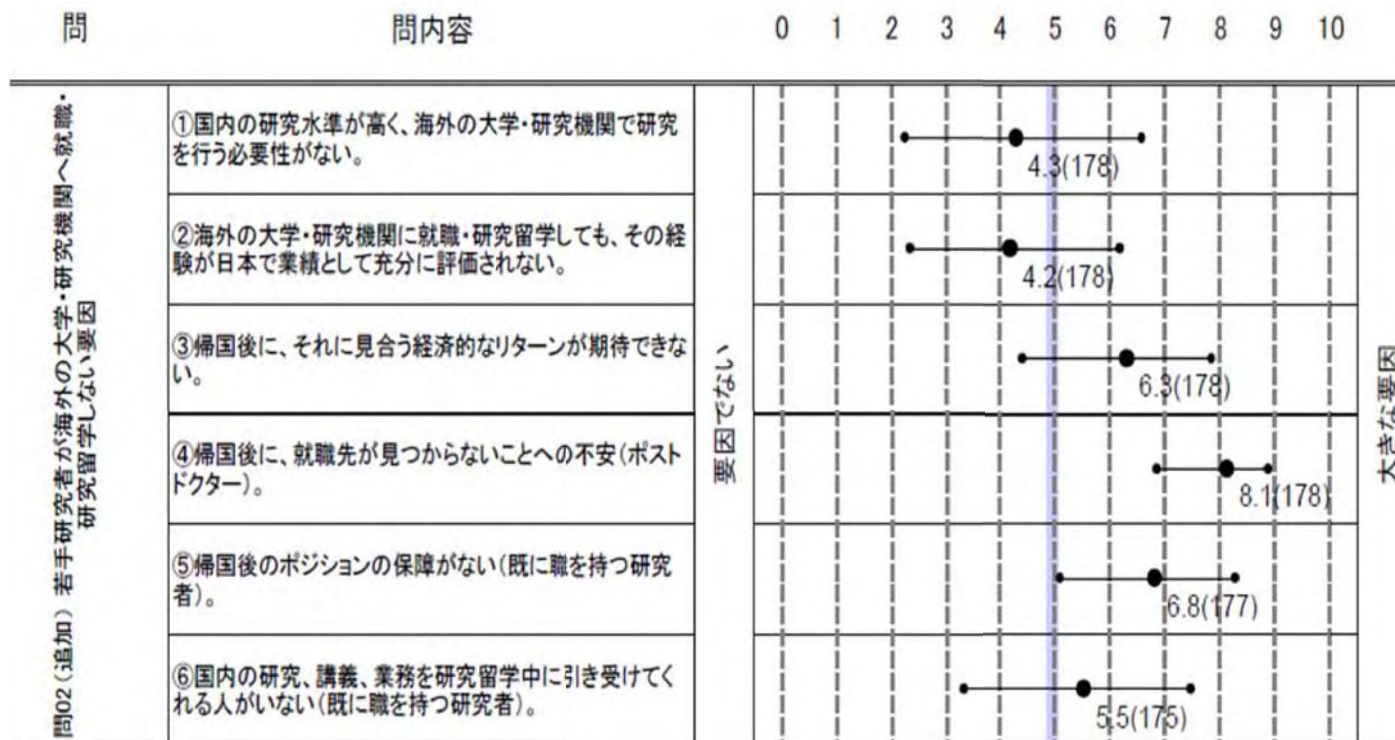 問 問内容 0 1 2 3 4 5 6 7 8 9 10
問02(追加) 若手研究者が海外の大学・研究機関へ就職・
研究留学しない要因
①国内の研究水準が高く、海外の大学・研究機関で研究
を行う必要性がない。
4.3(178)
②海外の大学・研究機関に就職・研究留学しても、その経
験が日本で業績として充分に評価されない。
4.2(178)
③帰国後に、それに見合う経済的なリターンが期待できな
い。
6.3(178)
④帰国後に、就職先が見つからないことへの不安(ポスト
ドクター)。
8.1(178)
⑤帰国後のポジションの保障がない(既に職を持つ研究
者)。
6.8(177)
⑥国内の研究、講義、業務を研究留学中に引き受けてく
れる人がいない(既に職を持つ研究者)。
5.5(175)
要因でない
大きな要因